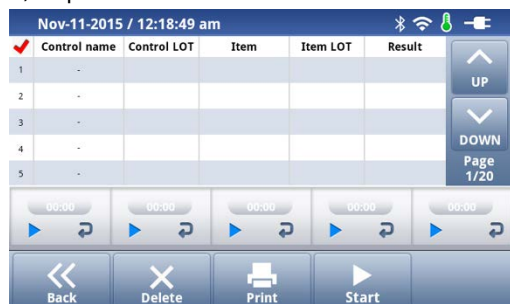 Nov-11-2015 / 12:18:49 am
Control name Control LOT Item Item LOT Result
1 -
2 -
3 -
4 -
5 -
UP
DOWN
Page
1/20
00:00 00:00 00:00 00:00 00:00
Back Delete Print Start